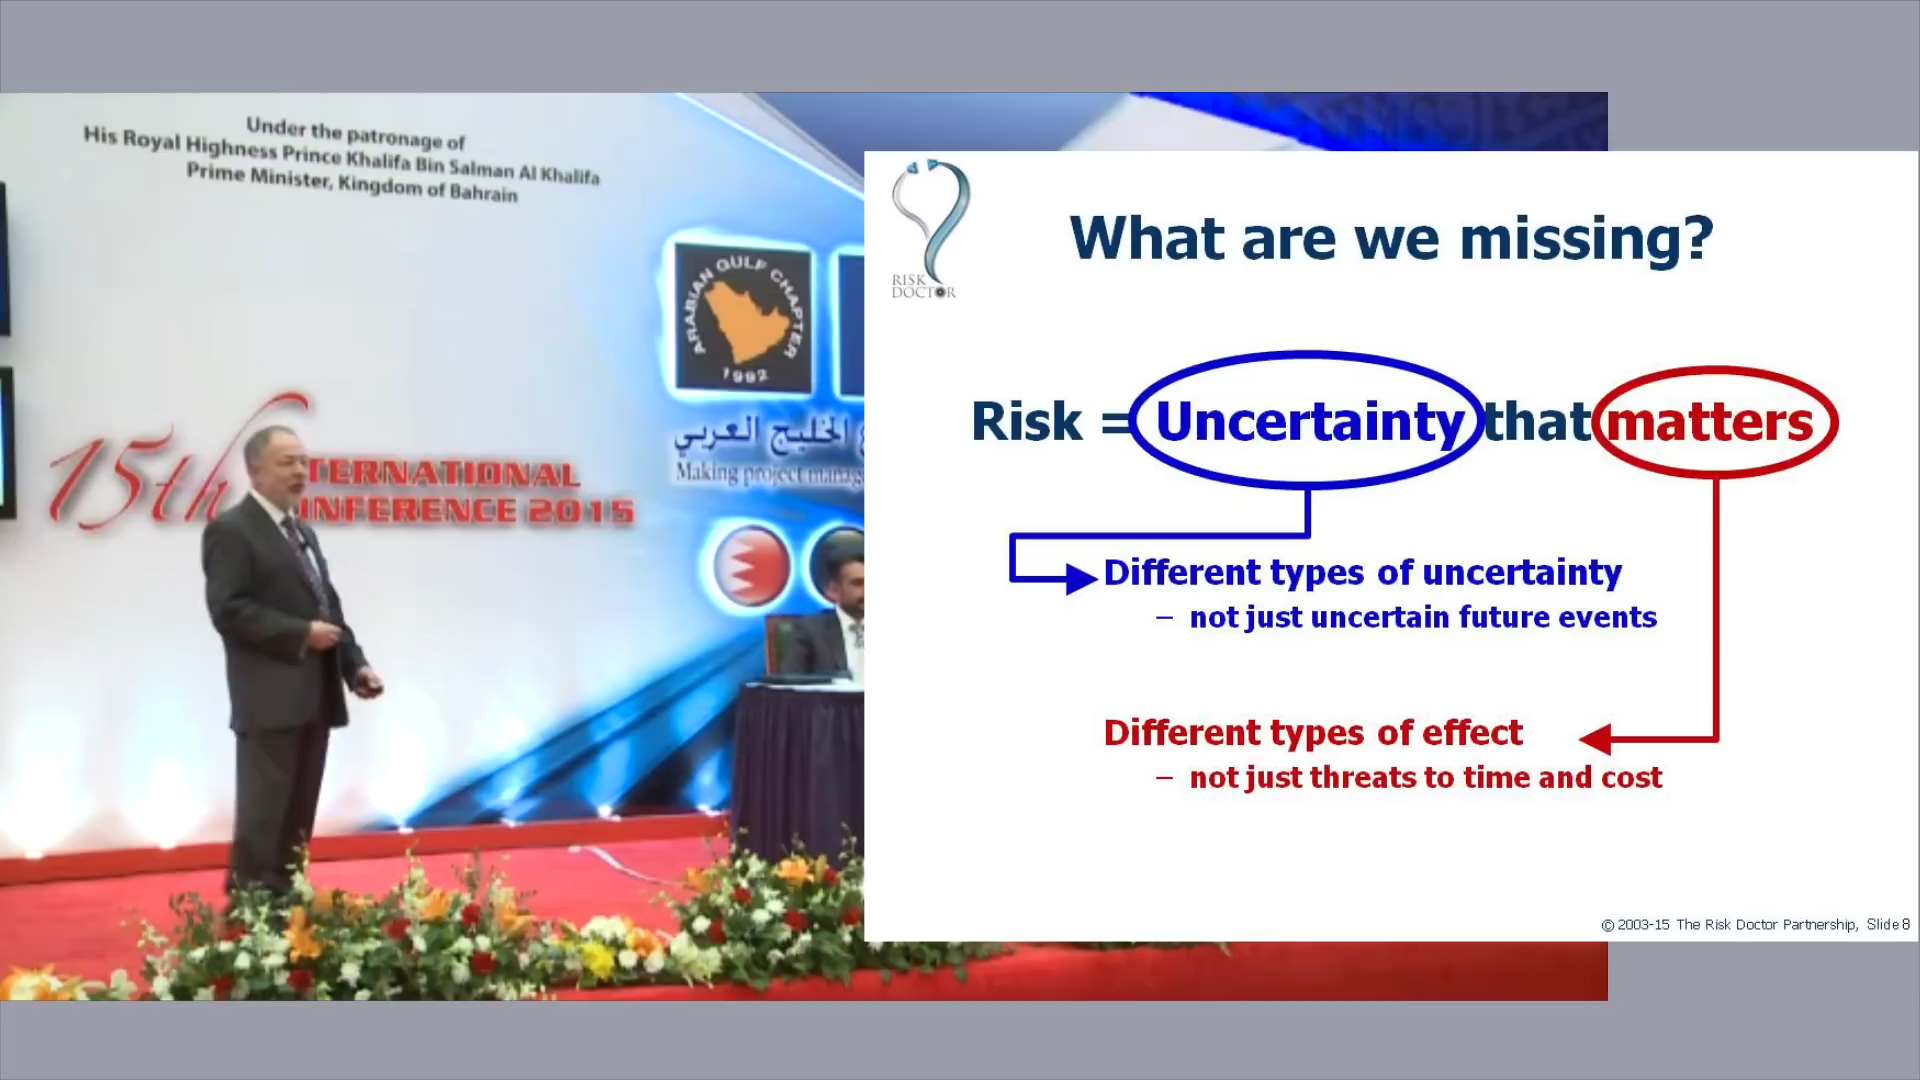 Under the patronage of
His Royal Highness Prince Khalifa Bin Salman Al Khalifa
Prime Minister, Kingdom of Bahrain
ARABIAN GULF CHAPTER
1992
الخليج العربي
Making project
15th
TERNATIONAL
NFERENCE 2015
RISK
DOCTOR
What are we missing?
Risk = Uncertainty that matters
Different types of uncertainty
– not just uncertain future events
Different types of effect
– not just threats to time and cost
© 2003-15 The Risk Doctor Partnership, Slide 8